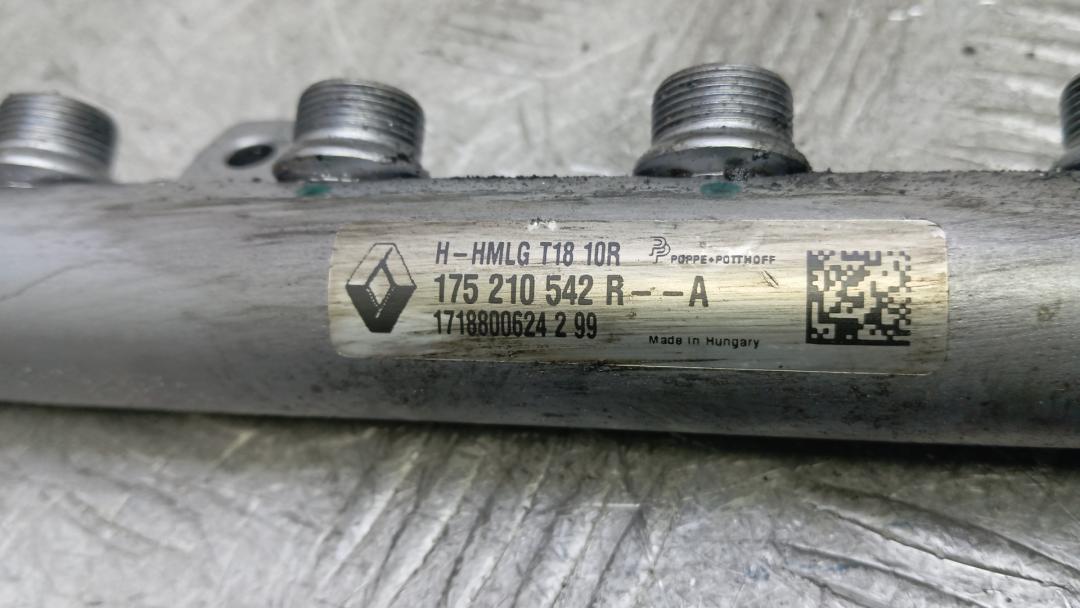 H-HMLG T18 10R
POPPE+POTTHOFF
175 210 542 R--A
1718800624 2 99
Made in Hungary